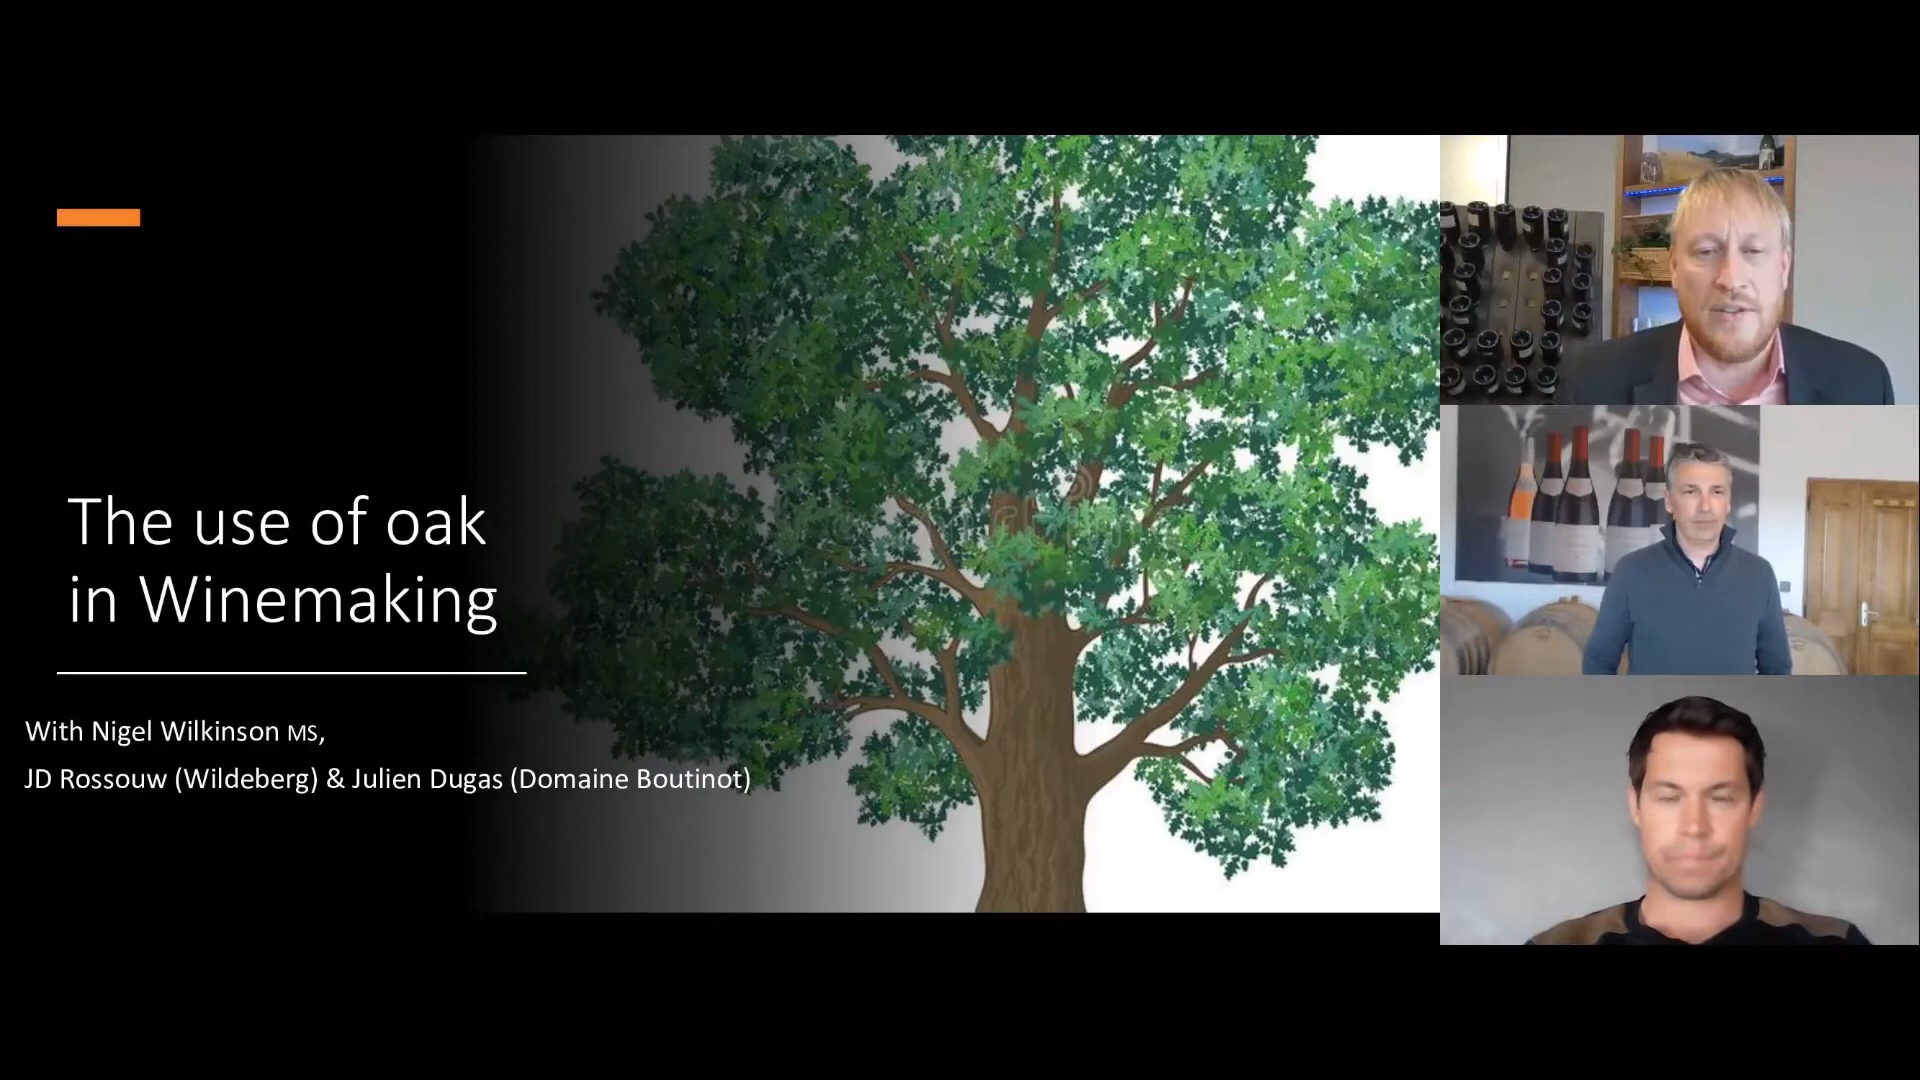 The use of oak
in Winemaking
With Nigel Wilkinson MS,
JD Rossouw (Wildeberg) & Julien Dugas (Domaine Boutinot)